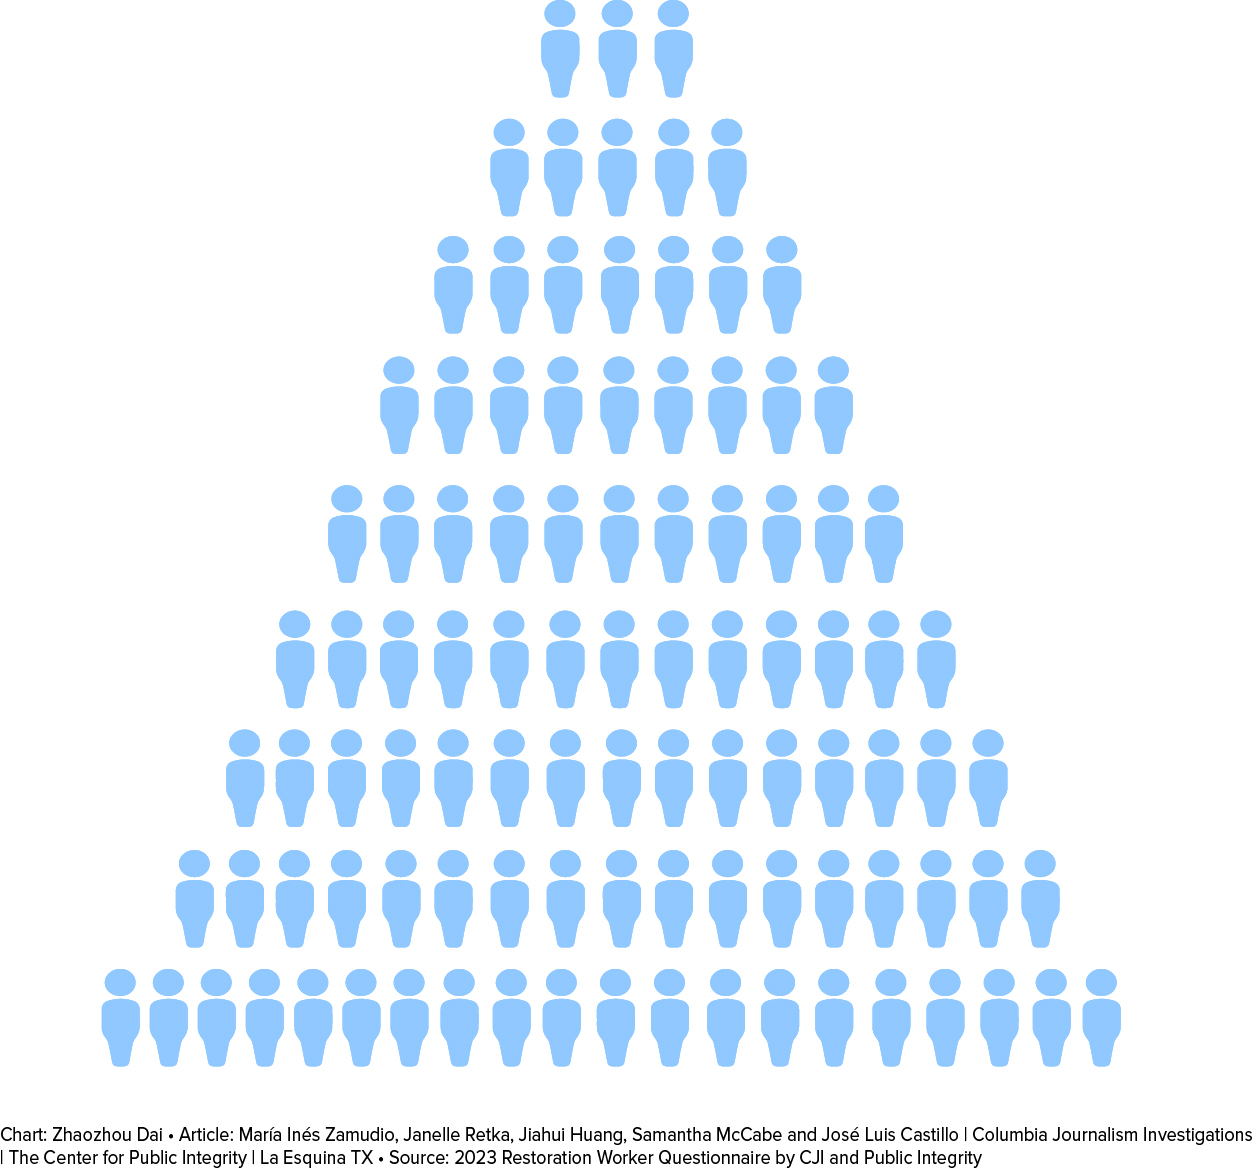 Chart: Zhaozhou Dai • Article: María Inés Zamudio, Janelle Retka, Jiahui Huang, Samantha McCabe and José Luis Castillo | Columbia Journalism Investigations
| The Center for Public Integrity | La Esquina TX • Source: 2023 Restoration Worker Questionnaire by CJI and Public Integrity